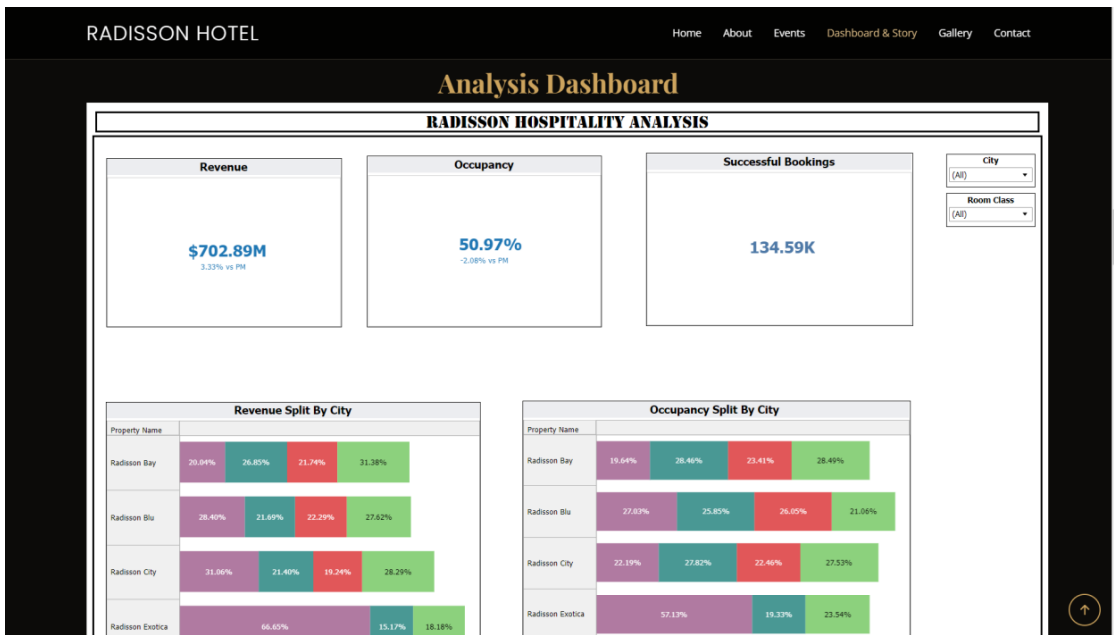 RADISSON HOTEL
Home About Events Dashboard & Story Gallery Contact
Analysis Dashboard
RADISSON HOSPITALITY ANALYSIS
Revenue
$702.89M
3.33% vs PM
Occupancy
50.97%
-2.08% vs PM
Successful Bookings
134.59K
City
(All)
Room Class
(All)
Revenue Split By City
Property Name
Radisson Bay 20.04% 26.85% 21.74% 31.38%
Radisson Blu 28.40% 21.69% 22.29% 27.62%
Radisson City 31.06% 21.40% 19.24% 28.29%
Radisson Exotica 66.65% 15.17% 18.18%
Occupancy Split By City
Property Name
Radisson Bay 19.64% 28.46% 23.41% 28.49%
Radisson Blu 27.03% 25.85% 26.05% 21.06%
Radisson City 22.19% 27.82% 22.46% 27.53%
Radisson Exotica 57.13% 19.33% 23.54%